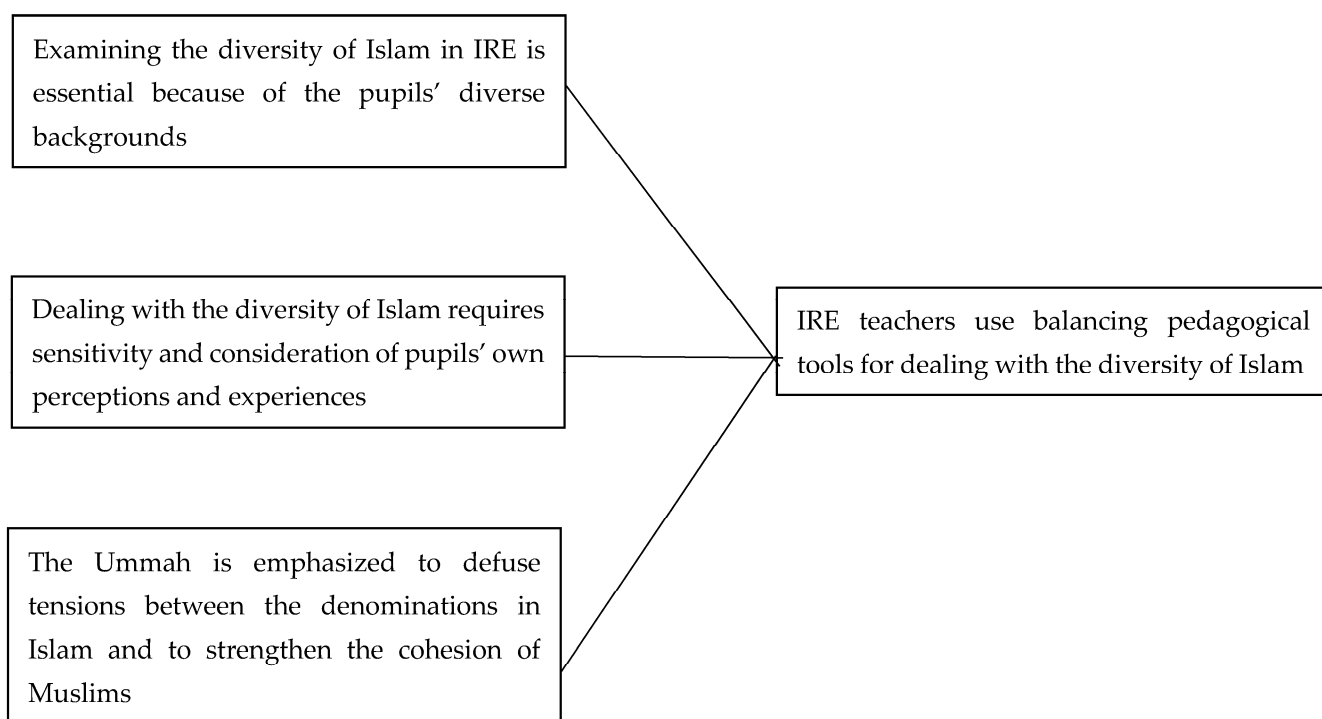 Examining the diversity of Islam in IRE is
essential because of the pupils’ diverse
backgrounds
Dealing with the diversity of Islam requires
sensitivity and consideration of pupils’ own
perceptions and experiences
The Ummah is emphasized to defuse
tensions between the denominations in
Islam and to strengthen the cohesion of
Muslims
IRE teachers use balancing pedagogical
tools for dealing with the diversity of Islam